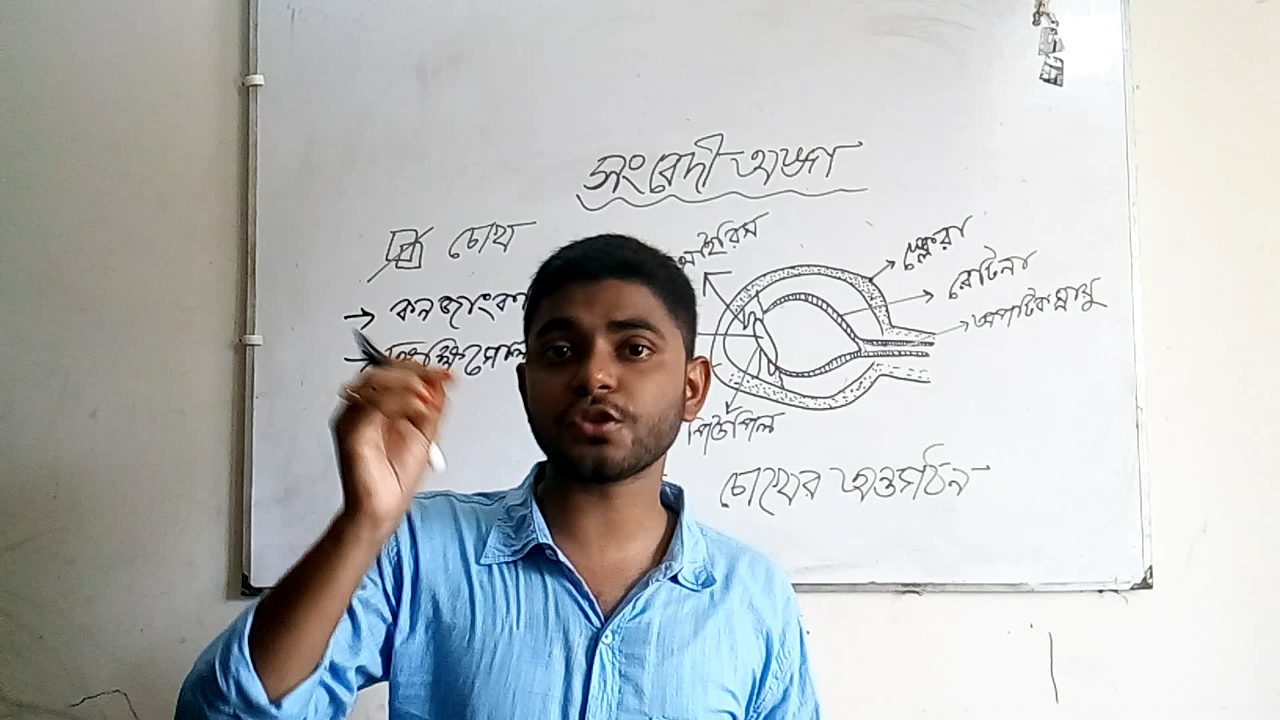 সংবেদী অঙ্গ
চোখ
→ কনজাংকা
আইরিস
স্ক্লেরা
রেটিনা
অপটিক স্নায়ু
পিউপিল
চোখের অন্তর্গঠন